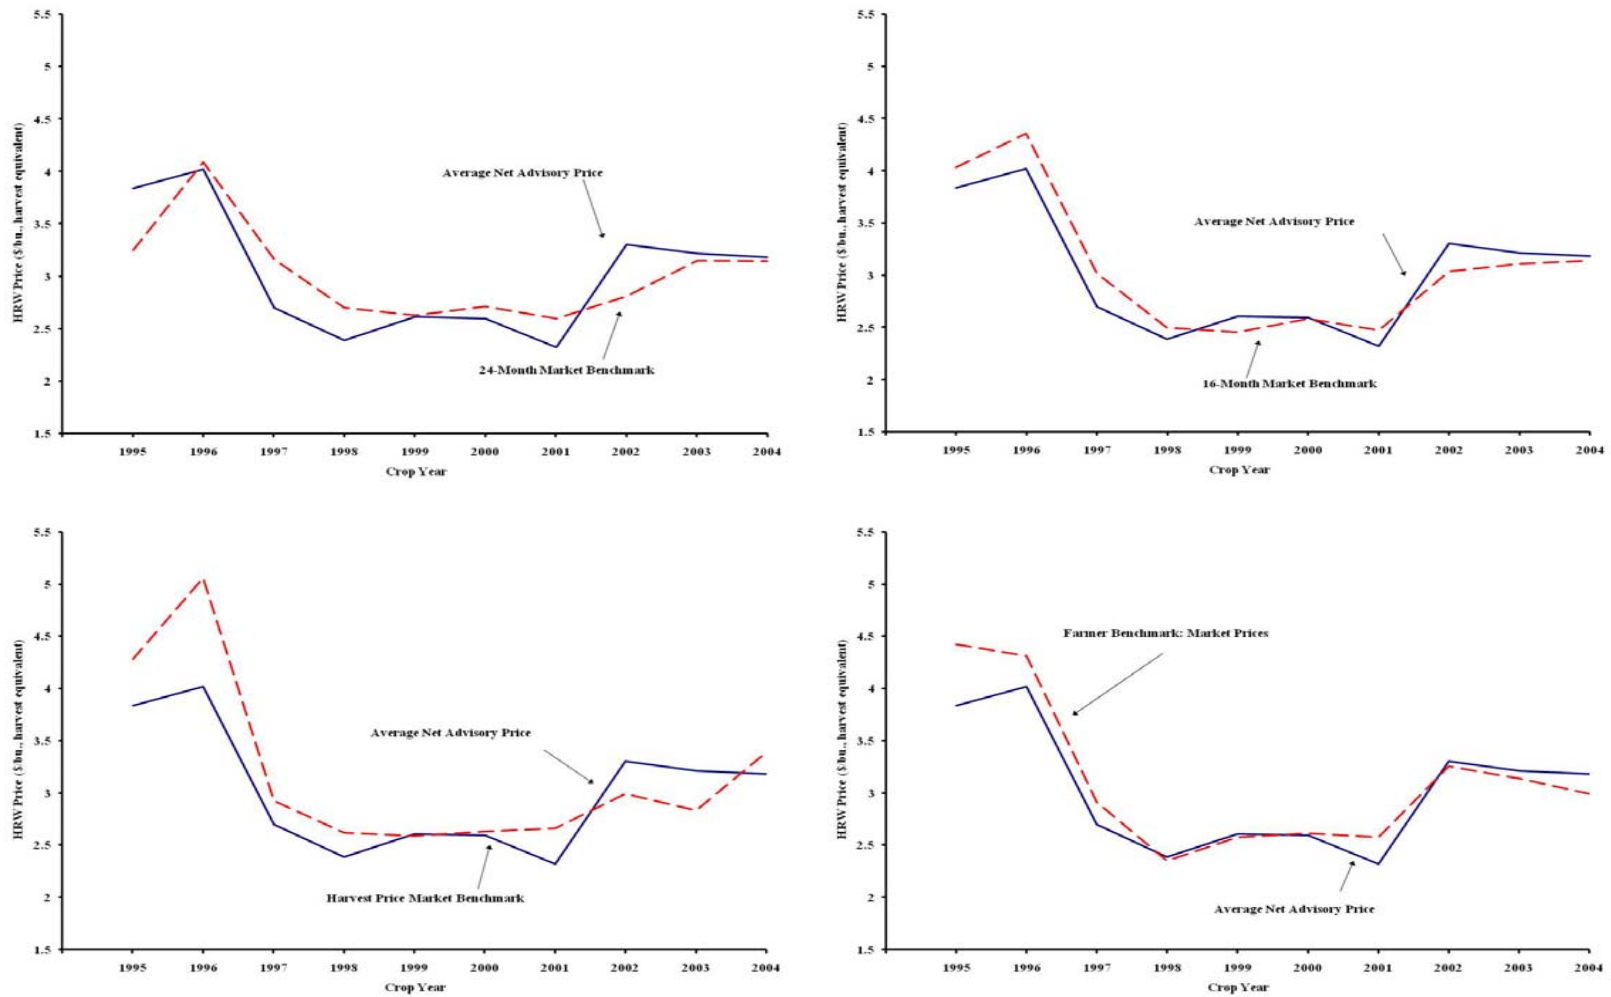 5.5
5
4.5
4
3.5
3
2.5
2
1.5
HRW Price ($/bu., harvest equivalent)
Average Net Advisory Price
24-Month Market Benchmark
1995 1996 1997 1998 1999 2000 2001 2002 2003 2004
Crop Year
5.5
5
4.5
4
3.5
3
2.5
2
1.5
HRW Price ($/bu., harvest equivalent)
Average Net Advisory Price
16-Month Market Benchmark
1995 1996 1997 1998 1999 2000 2001 2002 2003 2004
Crop Year
5.5
5
4.5
4
3.5
3
2.5
2
1.5
HRW Price ($/bu., harvest equivalent)
Average Net Advisory Price
Harvest Price Market Benchmark
1995 1996 1997 1998 1999 2000 2001 2002 2003 2004
Crop Year
5.5
5
4.5
4
3.5
3
2.5
2
1.5
HRW Price ($/bu., harvest equivalent)
Farmer Benchmark: Market Prices
Average Net Advisory Price
1995 1996 1997 1998 1999 2000 2001 2002 2003 2004
Crop Year